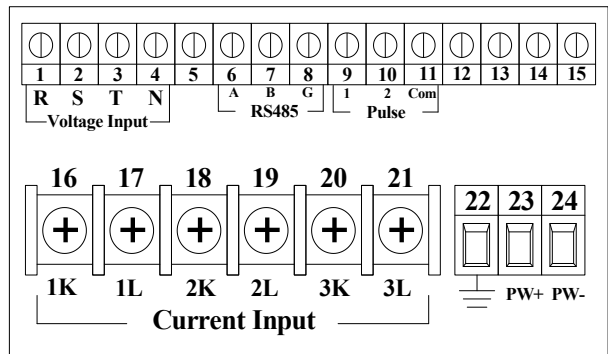 1 2 3 4 5 6 7 8 9 10 11 12 13 14 15
R S T N A B G 1 2 Com
Voltage Input RS485 Pulse
16 17 18 19 20 21 22 23 24
1K 1L 2K 2L 3K 3L PW+ PW-
Current Input